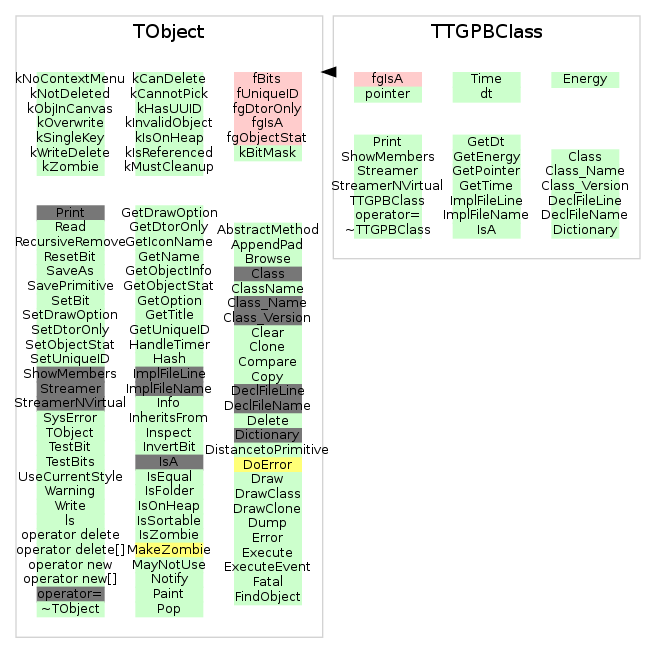 TObject
kNoContextMenu
kNotDeleted
kObjInCanvas
kOverwrite
kSingleKey
kWriteDelete
kZombie
kCanDelete
kCannotPick
kHasUUID
kInvalidObject
kIsOnHeap
kIsReferenced
kMustCleanup
fBits
fUniqueID
fgDtorOnly
fgIsA
fgObjectStat
kBitMask
Print
Read
RecursiveRemove
ResetBit
SaveAs
SavePrimitive
SetBit
SetDrawOption
SetDtorOnly
SetObjectStat
SetUniqueID
ShowMembers
Streamer
StreamerNVirtual
SysError
TObject
TestBit
TestBits
UseCurrentStyle
Warning
Write
ls
operator delete
operator delete[]
operator new
operator new[]
operator=
~TObject
GetDrawOption
GetDtorOnly
GetIconName
GetName
GetObjectInfo
GetObjectStat
GetOption
GetTitle
GetUniqueID
HandleTimer
Hash
ImplFileLine
ImplFileName
Info
InheritsFrom
Inspect
InvertBit
IsA
IsEqual
IsFolder
IsOnHeap
IsSortable
IsZombie
MakeZombie
MayNotUse
Notify
Paint
Pop
AbstractMethod
AppendPad
Browse
Class
ClassName
Class_Name
Class_Version
Clear
Clone
Compare
Copy
DeclFileLine
DeclFileName
Delete
Dictionary
DistancetoPrimitive
DoError
Draw
DrawClass
DrawClone
Dump
Error
Execute
ExecuteEvent
Fatal
FindObject
TTGPBClass
fgIsA
pointer
Time
dt
Energy
Print
ShowMembers
Streamer
StreamerNVirtual
TTGPBClass
operator=
~TTGPBClass
GetDt
GetEnergy
GetPointer
GetTime
ImplFileLine
ImplFileName
IsA
Class
Class_Name
Class_Version
DeclFileLine
DeclFileName
Dictionary